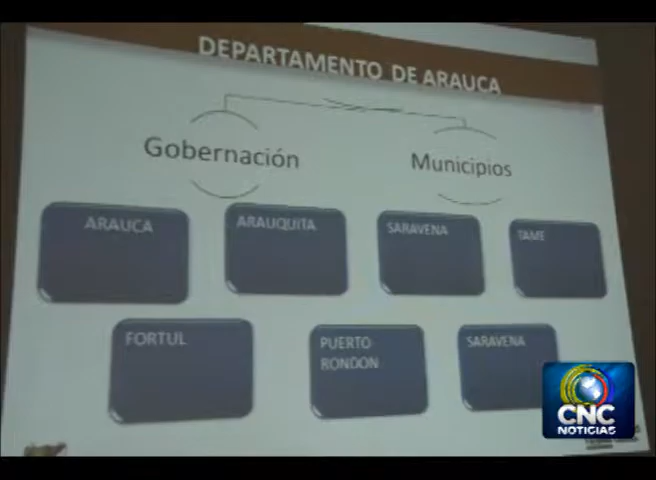 DEPARTAMENTO DE ARAUCA
Gobernación
Municipios
ARAUCA
ARAUQUITA
SARAVENA
TAME
FORTUL
PUERTO
RONDON
SARAVENA
CNC
NOTICIAS